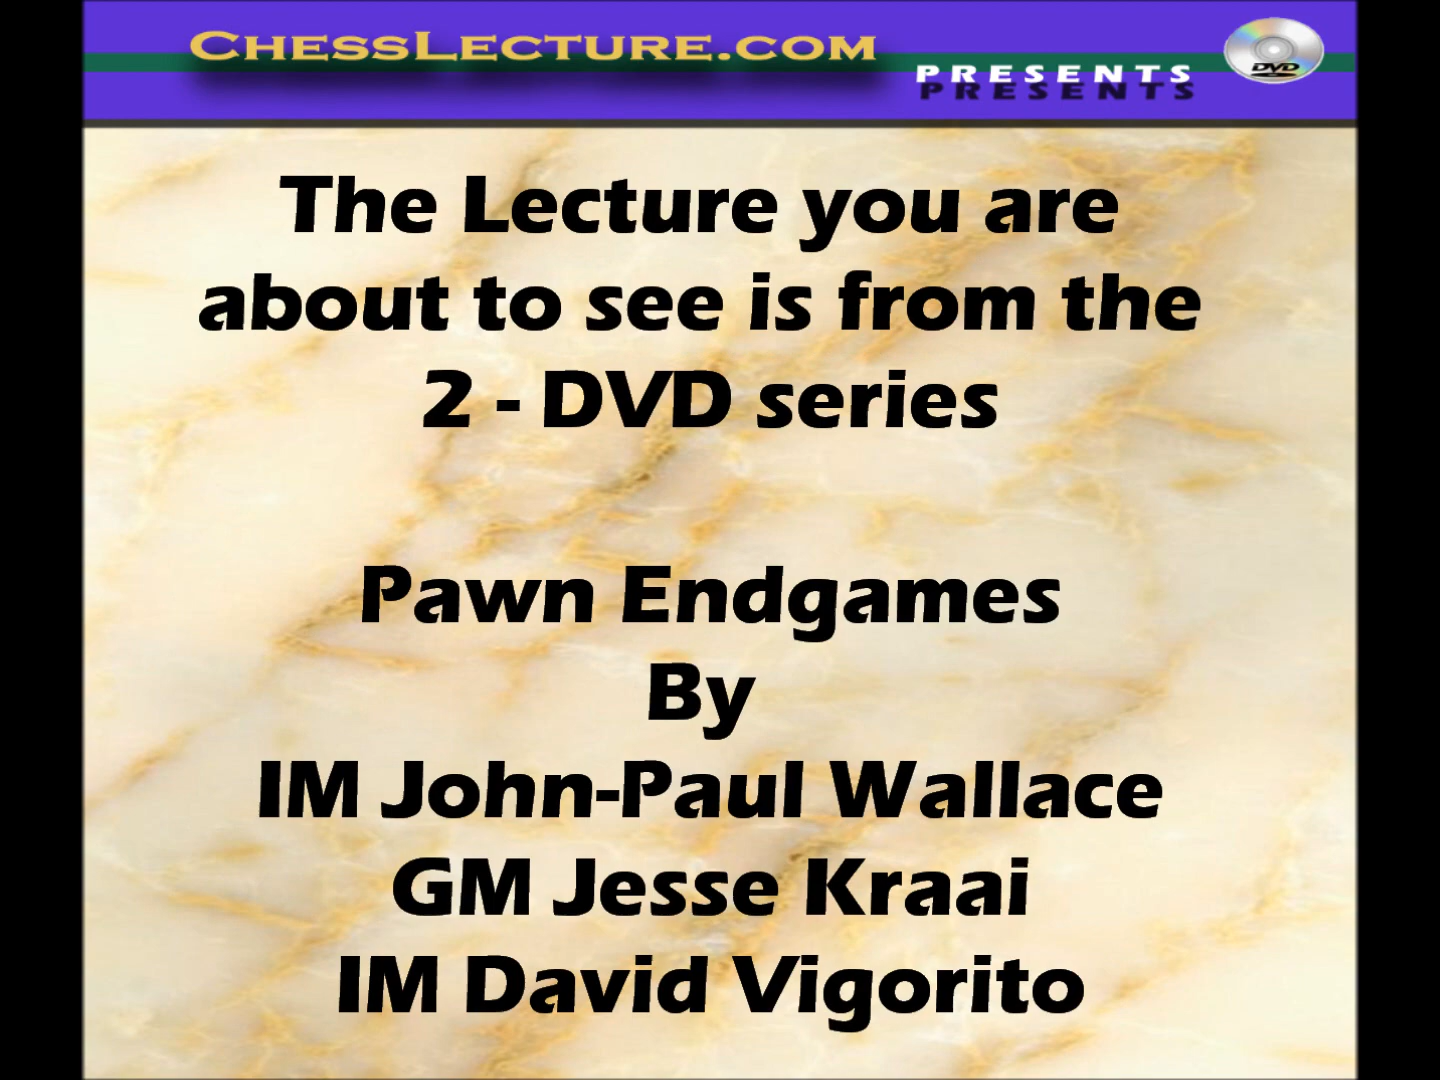 ChessLecture.com
PRESENTS
DVD
The Lecture you are
about to see is from the
2 - DVD series
Pawn Endgames
By
IM John-Paul Wallace
GM Jesse Kraai
IM David Vigorito